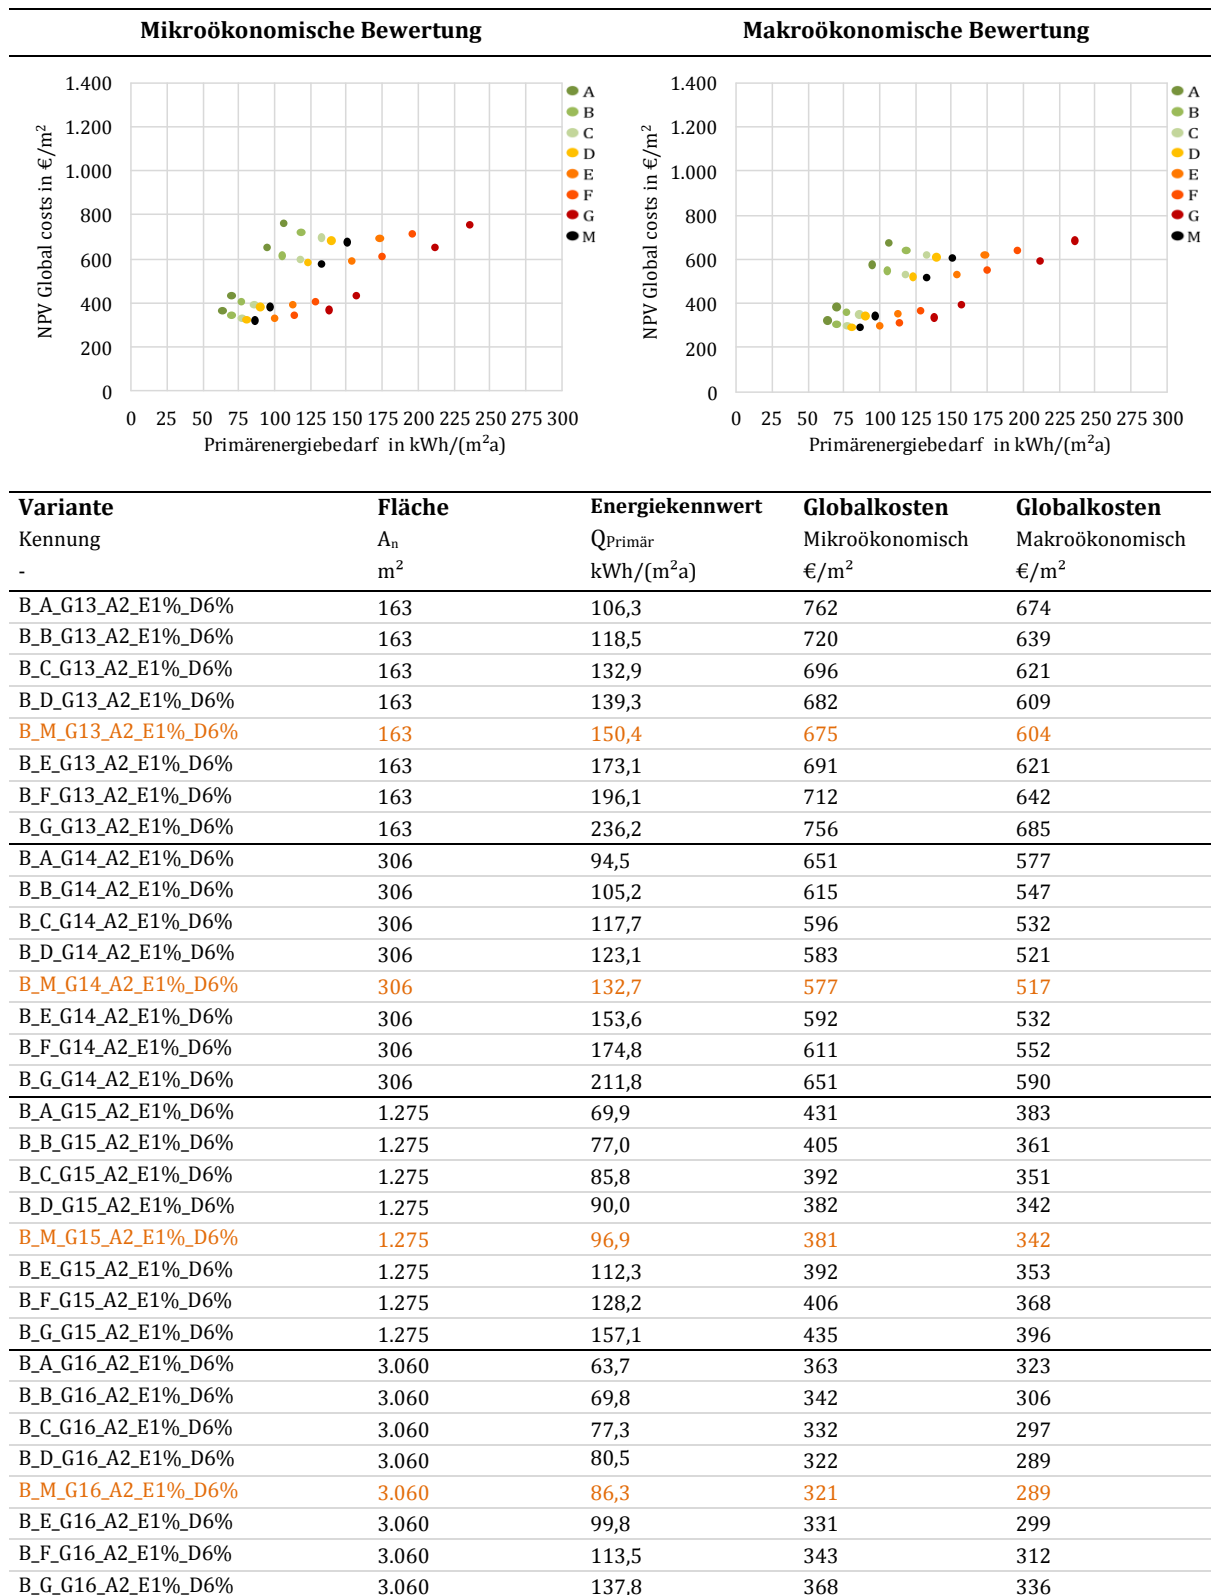 Mikroökonomische Bewertung Makroökonomische Bewertung
NPV Global costs in €/m²
1.400
1.200
1.000
800
600
400
200
0
0 25 50 75 100 125 150 175 200 225 250 275 300
Primärenergiebedarf in kWh/(m²a)
A
B
C
D
E
F
G
M
NPV Global costs in €/m²
1.400
1.200
1.000
800
600
400
200
0
0 25 50 75 100 125 150 175 200 225 250 275 300
Primärenergiebedarf in kWh/(m²a)
A
B
C
D
E
F
G
M
Variante Fläche Energiekennwert Globalkosten Globalkosten
Kennung Aₙ QPrimär Mikroökonomisch Makroökonomisch
- m² kWh/(m²a) €/m² €/m²
B_A_G13_A2_E1%_D6% 163 106,3 762 674
B_B_G13_A2_E1%_D6% 163 118,5 720 639
B_C_G13_A2_E1%_D6% 163 132,9 696 621
B_D_G13_A2_E1%_D6% 163 139,3 682 609
B_M_G13_A2_E1%_D6% 163 150,4 675 604
B_E_G13_A2_E1%_D6% 163 173,1 691 621
B_F_G13_A2_E1%_D6% 163 196,1 712 642
B_G_G13_A2_E1%_D6% 163 236,2 756 685
B_A_G14_A2_E1%_D6% 306 94,5 651 577
B_B_G14_A2_E1%_D6% 306 105,2 615 547
B_C_G14_A2_E1%_D6% 306 117,7 596 532
B_D_G14_A2_E1%_D6% 306 123,1 583 521
B_M_G14_A2_E1%_D6% 306 132,7 577 517
B_E_G14_A2_E1%_D6% 306 153,6 592 532
B_F_G14_A2_E1%_D6% 306 174,8 611 552
B_G_G14_A2_E1%_D6% 306 211,8 651 590
B_A_G15_A2_E1%_D6% 1.275 69,9 431 383
B_B_G15_A2_E1%_D6% 1.275 77,0 405 361
B_C_G15_A2_E1%_D6% 1.275 85,8 392 351
B_D_G15_A2_E1%_D6% 1.275 90,0 382 342
B_M_G15_A2_E1%_D6% 1.275 96,9 381 342
B_E_G15_A2_E1%_D6% 1.275 112,3 392 353
B_F_G15_A2_E1%_D6% 1.275 128,2 406 368
B_G_G15_A2_E1%_D6% 1.275 157,1 435 396
B_A_G16_A2_E1%_D6% 3.060 63,7 363 323
B_B_G16_A2_E1%_D6% 3.060 69,8 342 306
B_C_G16_A2_E1%_D6% 3.060 77,3 332 297
B_D_G16_A2_E1%_D6% 3.060 80,5 322 289
B_M_G16_A2_E1%_D6% 3.060 86,3 321 289
B_E_G16_A2_E1%_D6% 3.060 99,8 331 299
B_F_G16_A2_E1%_D6% 3.060 113,5 343 312
B_G_G16_A2_E1%_D6% 3.060 137,8 368 336